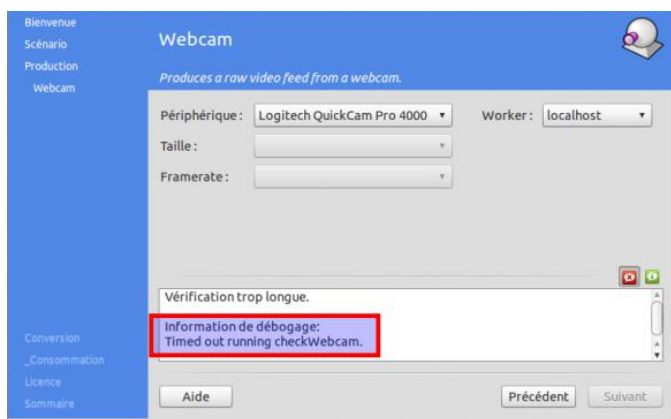 Bienvenue
Scénario
Production
Webcam
Webcam
Produces a raw video feed from a webcam.
Périphérique :
Logitech QuickCam Pro 4000
Worker :
localhost
Taille :
Framerate :
Vérification trop longue.
Information de débogage:
Timed out running checkWebcam.
Conversion
_Consommation
Licence
Sommaire
Aide
Précédent
Suivant